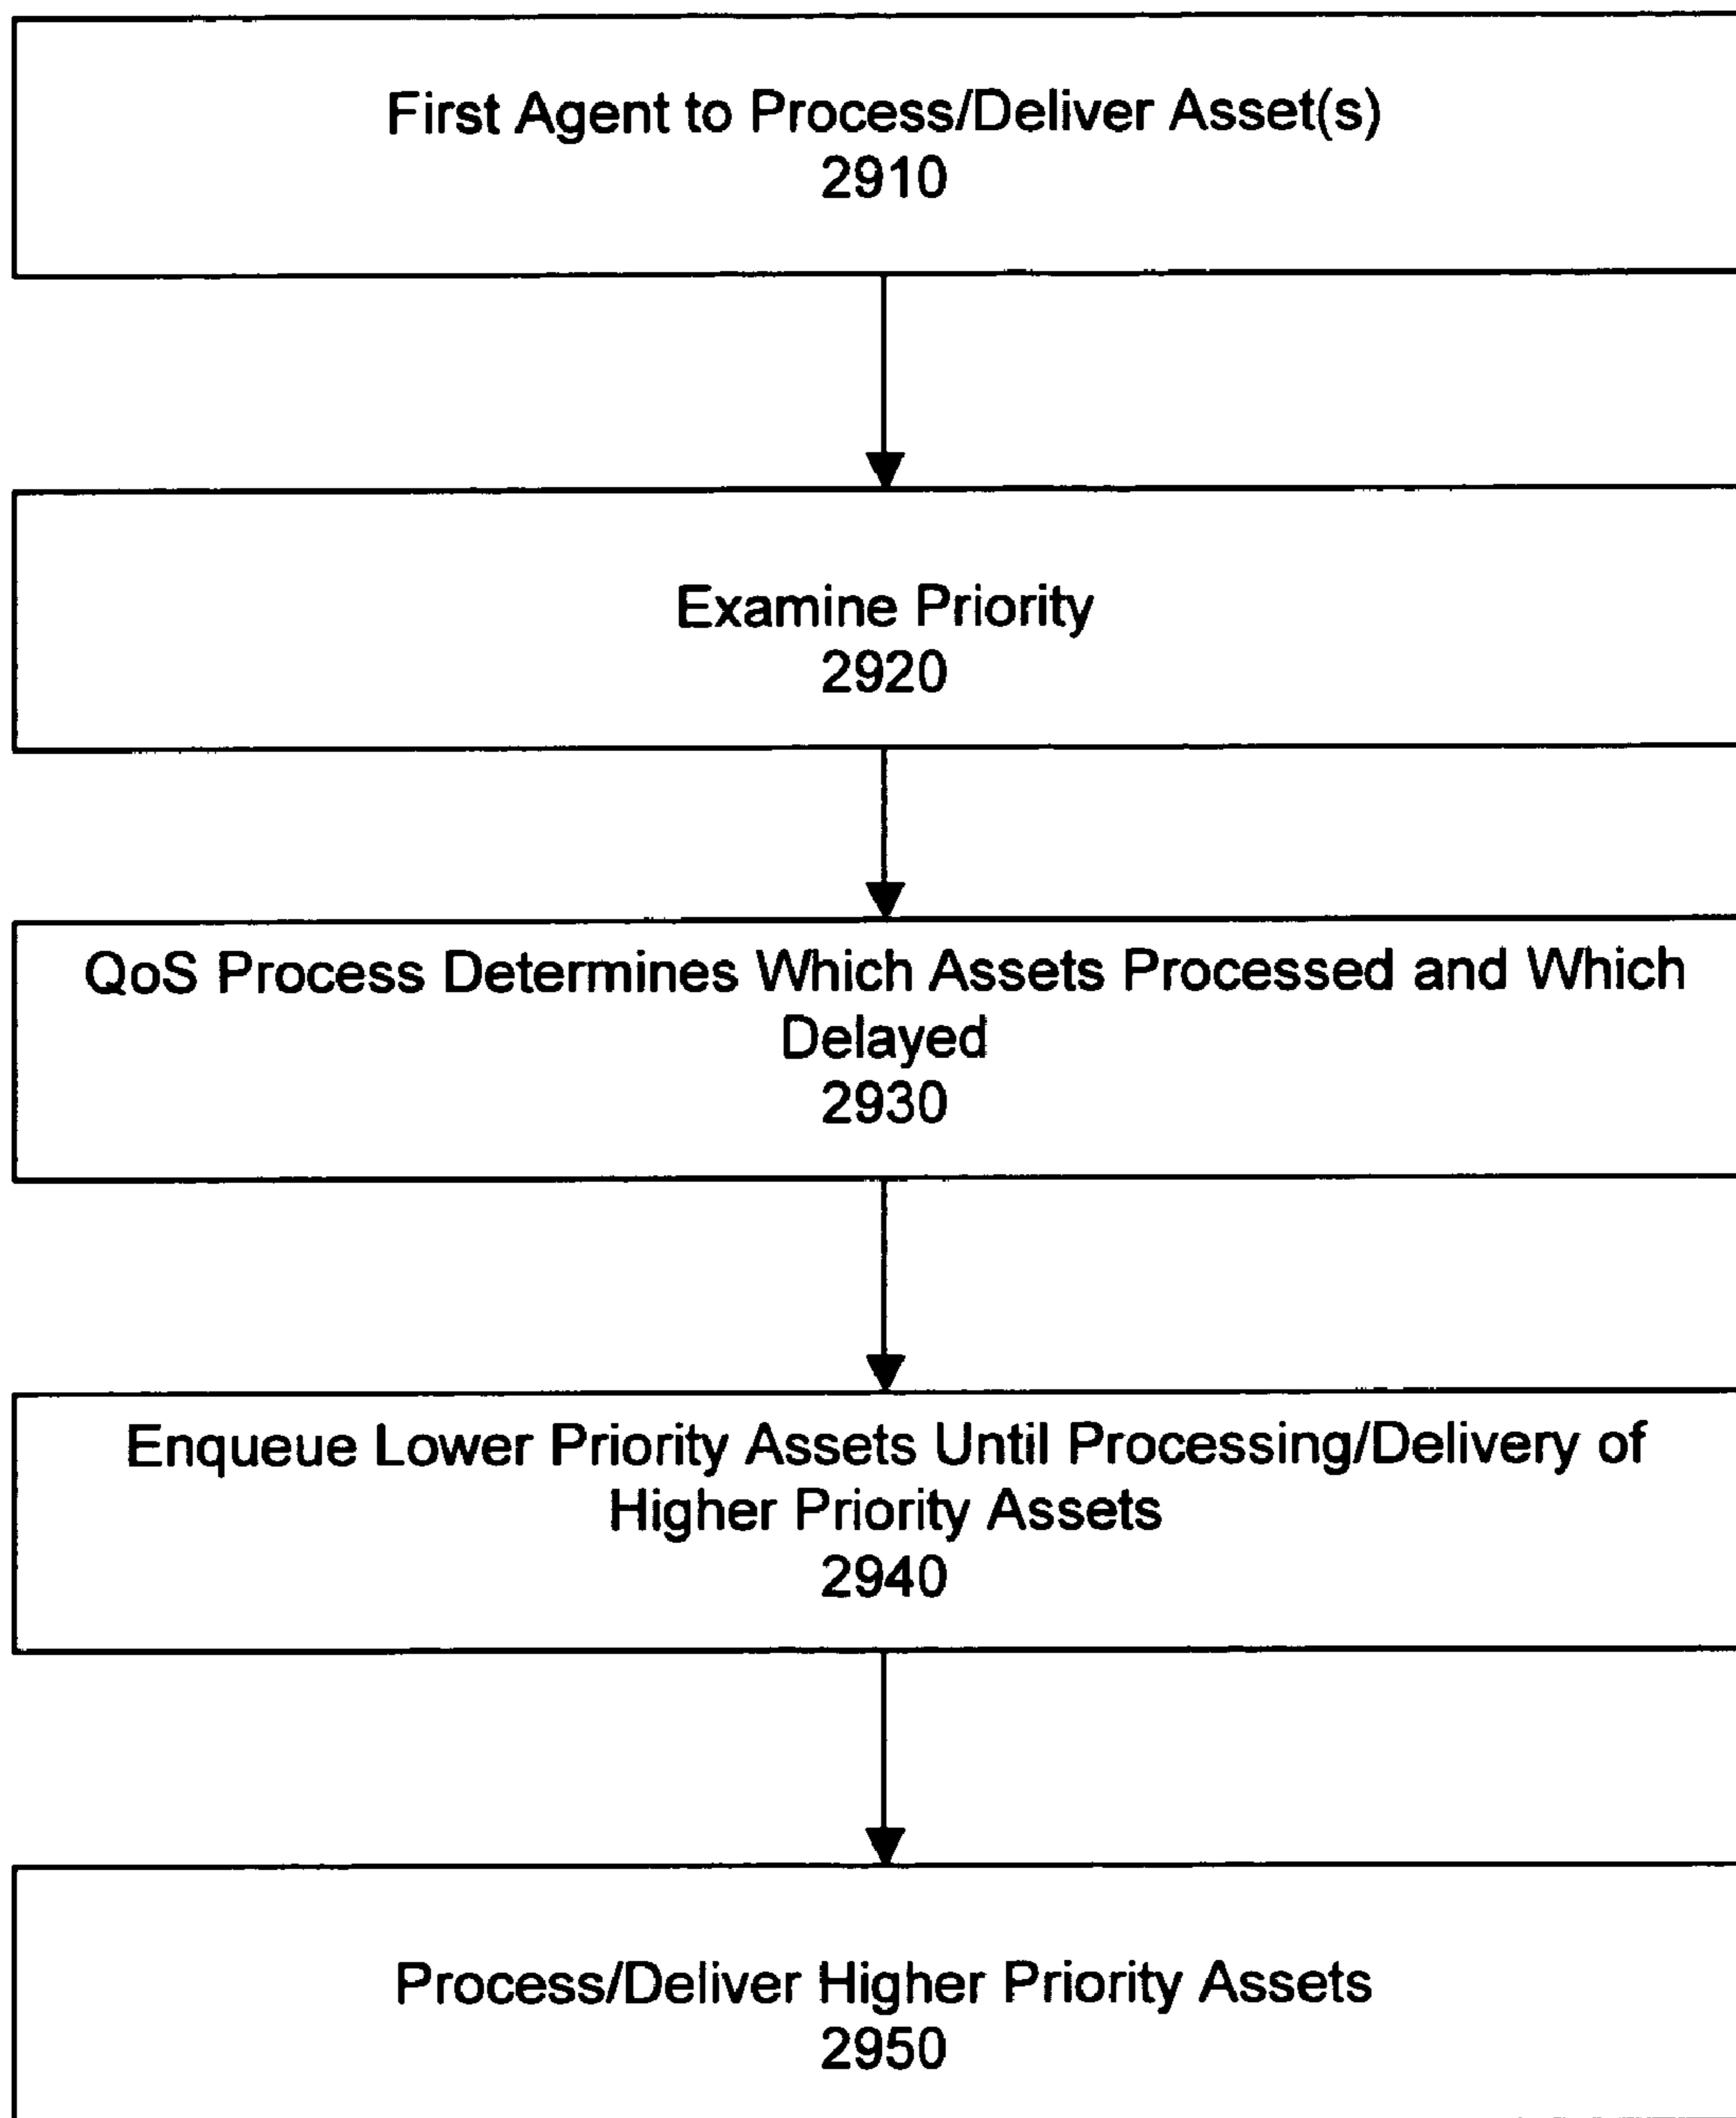 First Agent to Process/Deliver Asset(s)
2910
Examine Priority
2920
QoS Process Determines Which Assets Processed and Which
Delayed
2930
Enqueue Lower Priority Assets Until Processing/Delivery of
Higher Priority Assets
2940
Process/Deliver Higher Priority Assets
2950